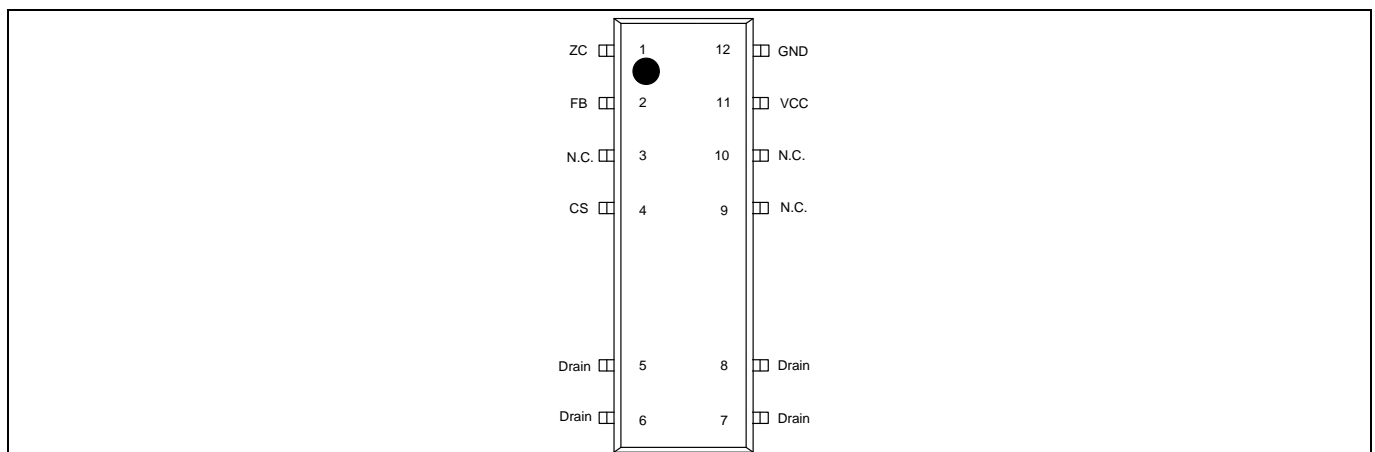 ZC 1 12 GND
FB 2 11 VCC
N.C. 3 10 N.C.
CS 4 9 N.C.
Drain 5 8 Drain
Drain 6 7 Drain